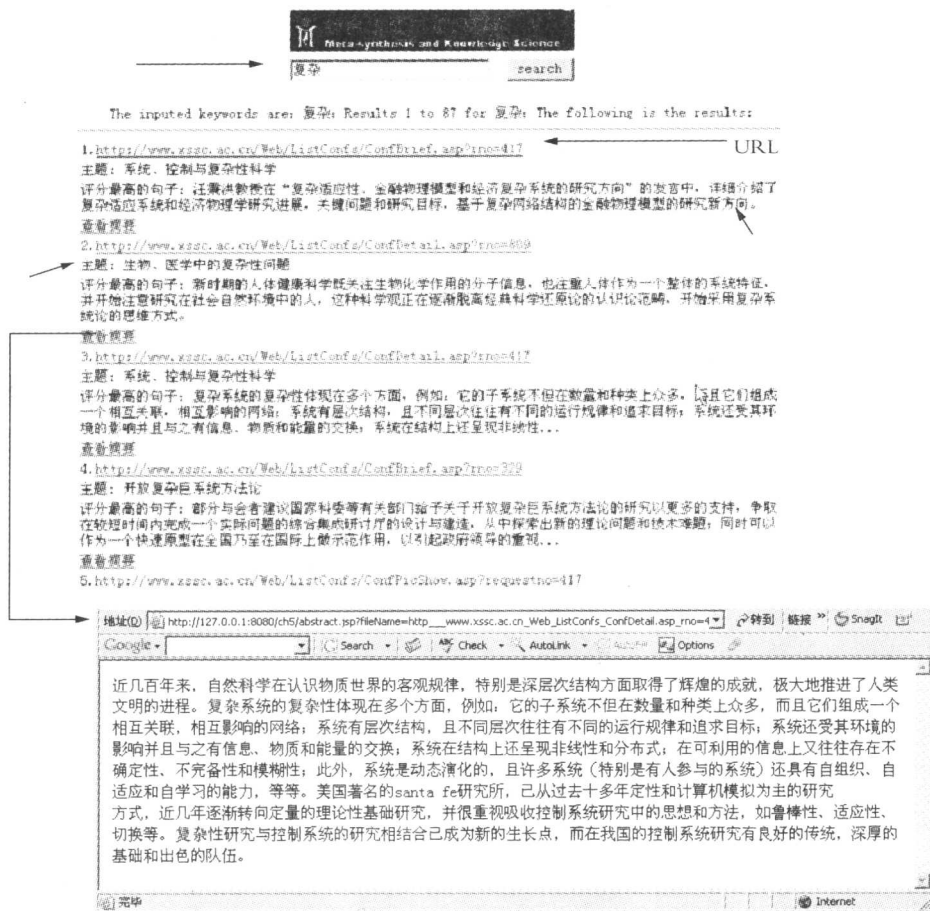 Meta-synthesis and Knowledge Science
复杂 search
The inputed keywords are: 复杂: Results 1 to 87 for 复杂: The following is the results:
1.http://www.xssc.ac.cn/Web/ListConfs/ConfBrief.asp?rno=417
URL
主题: 系统、控制与复杂性科学
评分最高的句子: 汪秉洪教授在“复杂适应性、金融物理模型和经济复杂系统的研究方向”的发言中, 详细介绍了
复杂适应系统和经济物理学研究进展, 关键问题和研究目标, 基于复杂网络结构的金融物理模型的研究新方向。
查看摘要
2.http://www.xssc.ac.cn/Web/ListConfs/ConfDetail.asp?rno=809
主题: 生物、医学中的复杂性问题
评分最高的句子: 新时期的人体健康科学既关注生物化学作用的分子信息, 也注重人体作为一个整体的系统特征,
并开始注意研究在社会自然环境中的人, 这种科学观正在逐渐脱离经典科学还原论的认识论范畴, 开始采用复杂系
统论的思维方式。
查看摘要
3.http://www.xssc.ac.cn/Web/ListConfs/ConfDetail.asp?rno=417
主题: 系统、控制与复杂性科学
评分最高的句子: 复杂系统的复杂性体现在多个方面, 例如: 它的子系统不但在数量和种类上众多, 而且它们组成
一个相互关联, 相互影响的网络; 系统有层次结构, 且不同层次往往有不同的运行规律和追求目标; 系统还受其环
境的影响并且与之有信息、物质和能量的交换; 系统在结构上还呈现非线性...
查看摘要
4.http://www.xssc.ac.cn/Web/ListConfs/ConfBrief.asp?rno=329
主题: 开放复杂巨系统方法论
评分最高的句子: 部分与会者建议国家科委等有关部门给予关于开放复杂巨系统方法论的研究以更多的支持, 争取
在较短时间内完成一个实际问题的综合集成研讨厅的设计与建造, 从中探索出新的理论问题和技术难题; 同时可以
作为一个快速原型在全国乃至在国际上做示范作用, 以引起政府领导的重视...
查看摘要
5.http://www.xssc.ac.cn/Web/ListConfs/ConfPicShow.asp?requestno=417
地址(D) http://127.0.0.1:8080/ch5/abstract.jsp?fileName=http___www.xssc.ac.cn_Web_ListConfs_ConfDetail.asp_rno=4 转到 链接 » SnagIt
Google Search Check AutoLink AutoFill Options
近几百年来, 自然科学在认识物质世界的客观规律, 特别是深层次结构方面取得了辉煌的成就, 极大地推进了人类
文明的进程。复杂系统的复杂性体现在多个方面, 例如: 它的子系统不但在数量和种类上众多, 而且它们组成一个
相互关联, 相互影响的网络; 系统有层次结构, 且不同层次往往有不同的运行规律和追求目标; 系统还受其环境的
影响并且与之有信息、物质和能量的交换; 系统在结构上还呈现非线性和分布式; 在可利用的信息上又往往存在不
确定性、不完备性和模糊性; 此外, 系统是动态演化的, 且许多系统（特别是有人参与的系统）还具有自组织、自
适应和自学习的能力, 等等。美国著名的santa fe研究所, 已从过去十多年定性和计算机模拟为主的研究
方式, 近几年逐渐转向定量的理论性基础研究, 并很重视吸收控制系统研究中的思想和方法, 如鲁棒性、适应性、
切换等。复杂性研究与控制系统的研究相结合已成为新的生长点, 而在我国的控制系统研究有良好的传统, 深厚的
基础和出色的队伍。
完毕 Internet